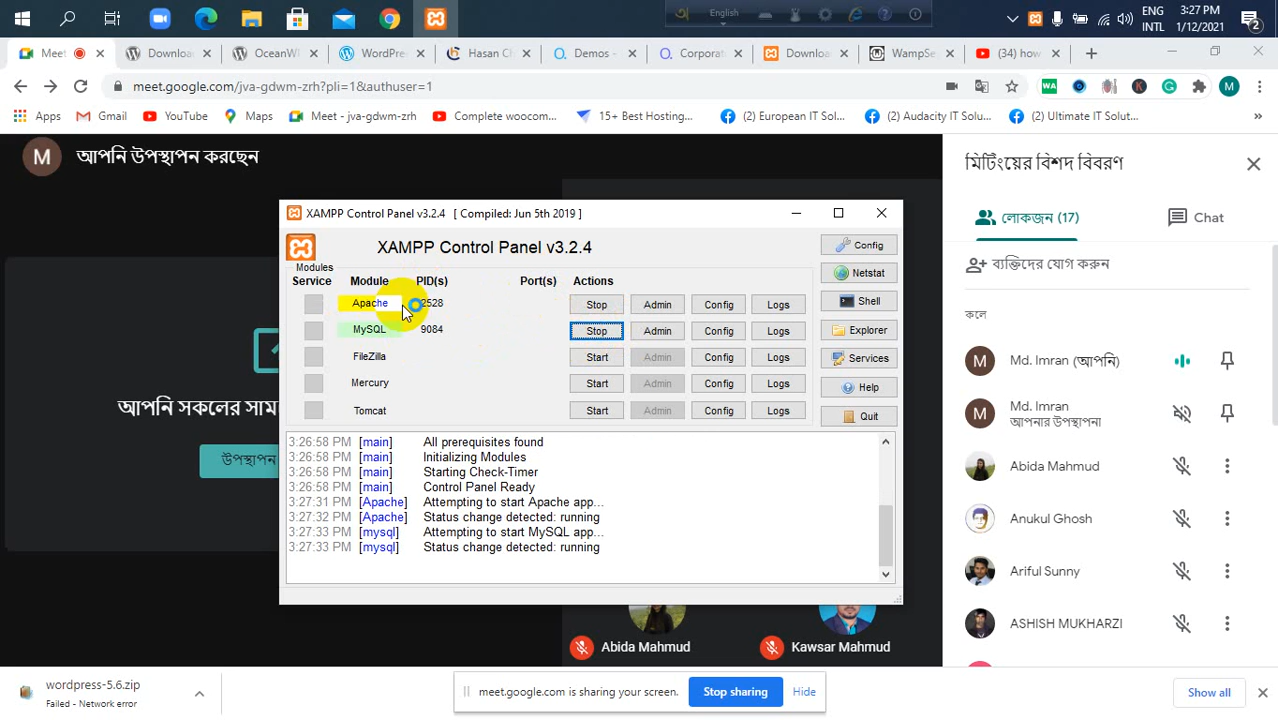 English
3:27 PM
INTL
1/12/2021
2
Meet
Download
OceanWP
WordPre
Hasan Ch
Demos -
Corporat
Downloa
WampSe
(34) how
meet.google.com/jva-gdwm-zrh?pli=1&authuser=1
M
Apps
Gmail
YouTube
Maps
Meet - jva-gdwm-zrh
Complete woocom...
15+ Best Hosting...
(2) European IT Sol...
(2) Audacity IT Sol...
(2) Ultimate IT Solut...
M
আপনি উপস্থাপন করছেন
মিটিংয়ের বিশদ বিবরণ
লোকজন (17)
Chat
ব্যক্তিদের যোগ করুন
কলে
M
Md. Imran (আপনি)
M
Md. Imran
আপনার উপস্থাপনা
Abida Mahmud
Anukul Ghosh
Ariful Sunny
ASHISH MUKHARZI
আপনি সকলের সাম
উপস্থাপন
XAMPP Control Panel v3.2.4 [ Compiled: Jun 5th 2019 ]
XAMPP Control Panel v3.2.4
Modules
Service Module PID(s) Port(s) Actions
Apache 2528 Stop Admin Config Logs
MySQL 9084 Stop Admin Config Logs
FileZilla Start Admin Config Logs
Mercury Start Admin Config Logs
Tomcat Start Admin Config Logs
Config
Netstat
Shell
Explorer
Services
Help
Quit
3:26:58 PM [main] All prerequisites found
3:26:58 PM [main] Initializing Modules
3:26:58 PM [main] Starting Check-Timer
3:26:58 PM [main] Control Panel Ready
3:27:31 PM [Apache] Attempting to start Apache app...
3:27:32 PM [Apache] Status change detected: running
3:27:33 PM [mysql] Attempting to start MySQL app...
3:27:33 PM [mysql] Status change detected: running
Abida Mahmud
Kawsar Mahmud
wordpress-5.6.zip
Failed - Network error
meet.google.com is sharing your screen.
Stop sharing
Hide
Show all